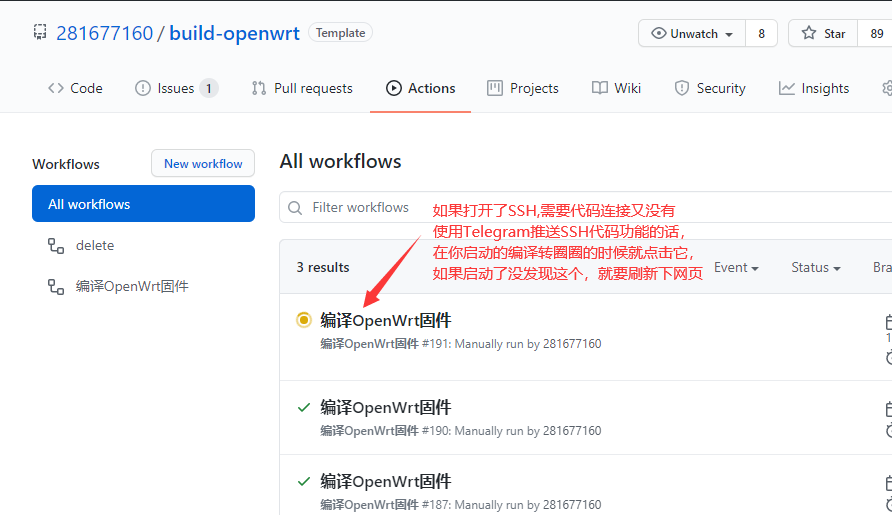 281677160 / build-openwrt Template
Unwatch 8 Star 89
Code Issues 1 Pull requests Actions Projects Wiki Security Insights
Workflows New workflow
All workflows
All workflows
delete
编译OpenWrt固件
Filter workflows
如果打开了SSH,需要代码连接又没有
使用Telegram推送SSH代码功能的话，
在你启动的编译转圈圈的时候就点击它，
如果启动了没发现这个，就要刷新下网页
3 results Event Status Bra
编译OpenWrt固件
编译OpenWrt固件 #191: Manually run by 281677160
编译OpenWrt固件
编译OpenWrt固件 #190: Manually run by 281677160
编译OpenWrt固件
编译OpenWrt固件 #187: Manually run by 281677160